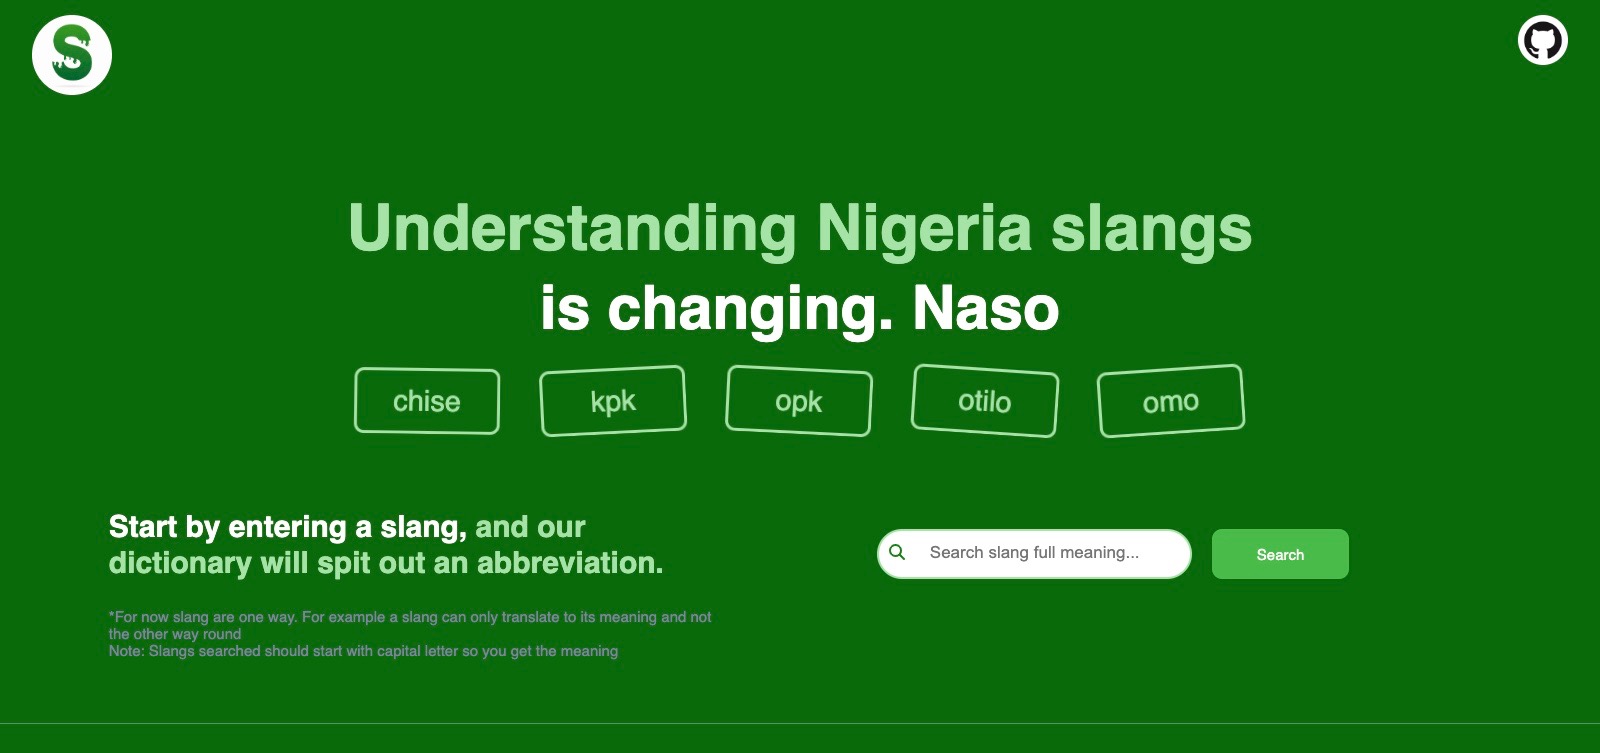 S
Understanding Nigeria slangs
is changing. Naso
chise
kpk
opk
otilo
omo
Start by entering a slang, and our
dictionary will spit out an abbreviation.
Search slang full meaning...
Search
*For now slang are one way. For example a slang can only translate to its meaning and not
the other way round
Note: Slangs searched should start with capital letter so you get the meaning